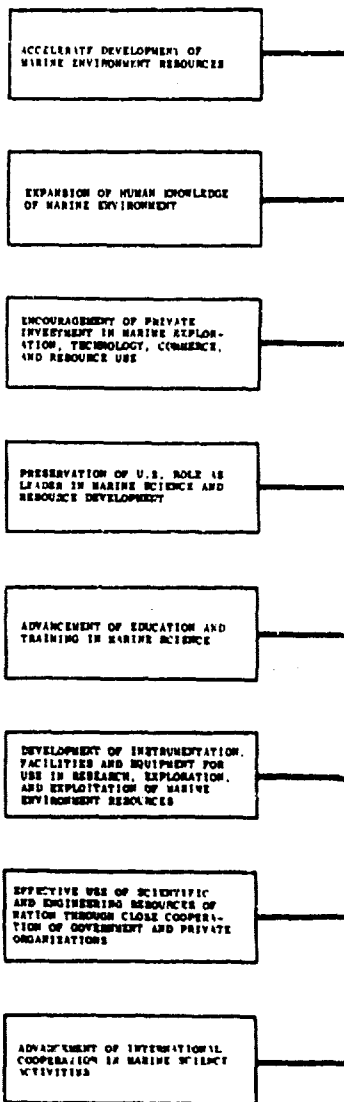 ACCELERATE DEVELOPMENT OF
MARINE ENVIRONMENT RESOURCES
EXPANSION OF HUMAN KNOWLEDGE
OF MARINE ENVIRONMENT
ENCOURAGEMENT OF PRIVATE
INVESTMENT IN MARINE EXPLOR-
ATION, TECHNOLOGY, COMMERCE,
AND RESOURCE USE
PRESERVATION OF U.S. ROLE AS
LEADER IN MARINE SCIENCE AND
RESOURCE DEVELOPMENT
ADVANCEMENT OF EDUCATION AND
TRAINING IN MARINE SCIENCE
DEVELOPMENT OF INSTRUMENTATION,
FACILITIES AND EQUIPMENT FOR
USE IN RESEARCH, EXPLORATION,
AND EXPLOITATION OF MARINE
ENVIRONMENT RESOURCES
EFFECTIVE USE OF SCIENTIFIC
AND ENGINEERING RESOURCES OF
NATION THROUGH CLOSE COOPERA-
TION OF GOVERNMENT AND PRIVATE
ORGANIZATIONS
ADVANCEMENT OF INTERNATIONAL
COOPERATION IN MARINE SCIENCE
ACTIVITIES